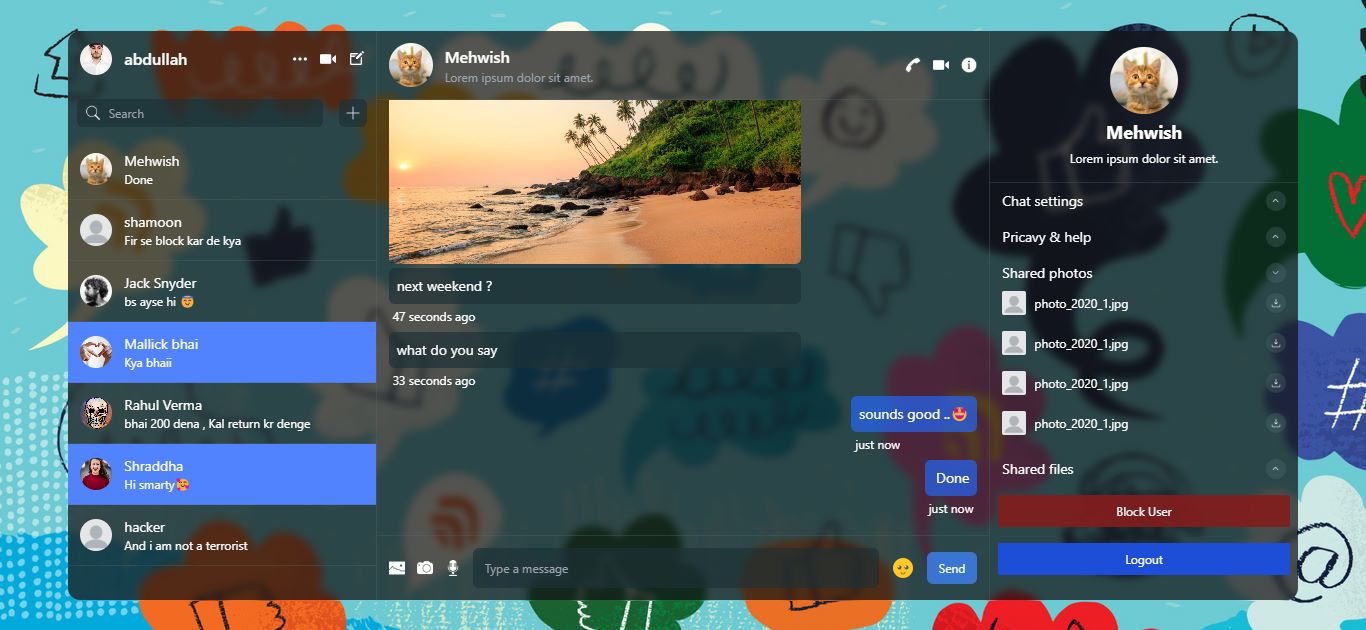 abdullah
Search
Mehwish
Done
shamoon
Fir se block kar de kya
Jack Snyder
bs ayse hi 😇
Mallick bhai
Kya bhaii
Rahul Verma
bhai 200 dena , Kal return kr denge
Shraddha
Hi smarty🥰
hacker
And i am not a terrorist
Mehwish
Lorem ipsum dolor sit amet.
next weekend ?
47 seconds ago
what do you say
33 seconds ago
sounds good ..🤩
just now
Done
just now
Type a message
Send
Mehwish
Lorem ipsum dolor sit amet.
Chat settings
Pricavy & help
Shared photos
photo_2020_1.jpg
photo_2020_1.jpg
photo_2020_1.jpg
photo_2020_1.jpg
Shared files
Block User
Logout